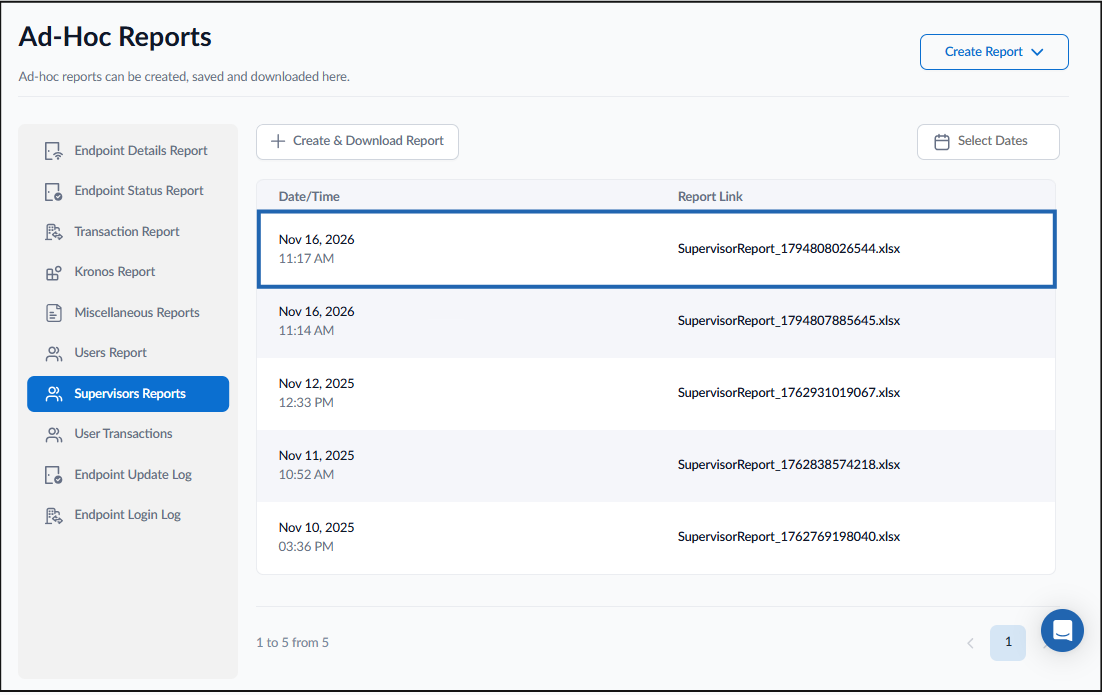 Ad-Hoc Reports
Ad-hoc reports can be created, saved and downloaded here.
Create Report
Endpoint Details Report
Endpoint Status Report
Transaction Report
Kronos Report
Miscellaneous Reports
Users Report
Supervisors Reports
User Transactions
Endpoint Update Log
Endpoint Login Log
Create & Download Report
Select Dates
Date/Time Report Link
Nov 16, 2026
11:17 AM
SupervisorReport_1794808026544.xlsx
Nov 16, 2026
11:14 AM
SupervisorReport_1794807885645.xlsx
Nov 12, 2025
12:33 PM
SupervisorReport_1762931019067.xlsx
Nov 11, 2025
10:52 AM
SupervisorReport_1762838574218.xlsx
Nov 10, 2025
03:36 PM
SupervisorReport_1762769198040.xlsx
1 to 5 from 5
1